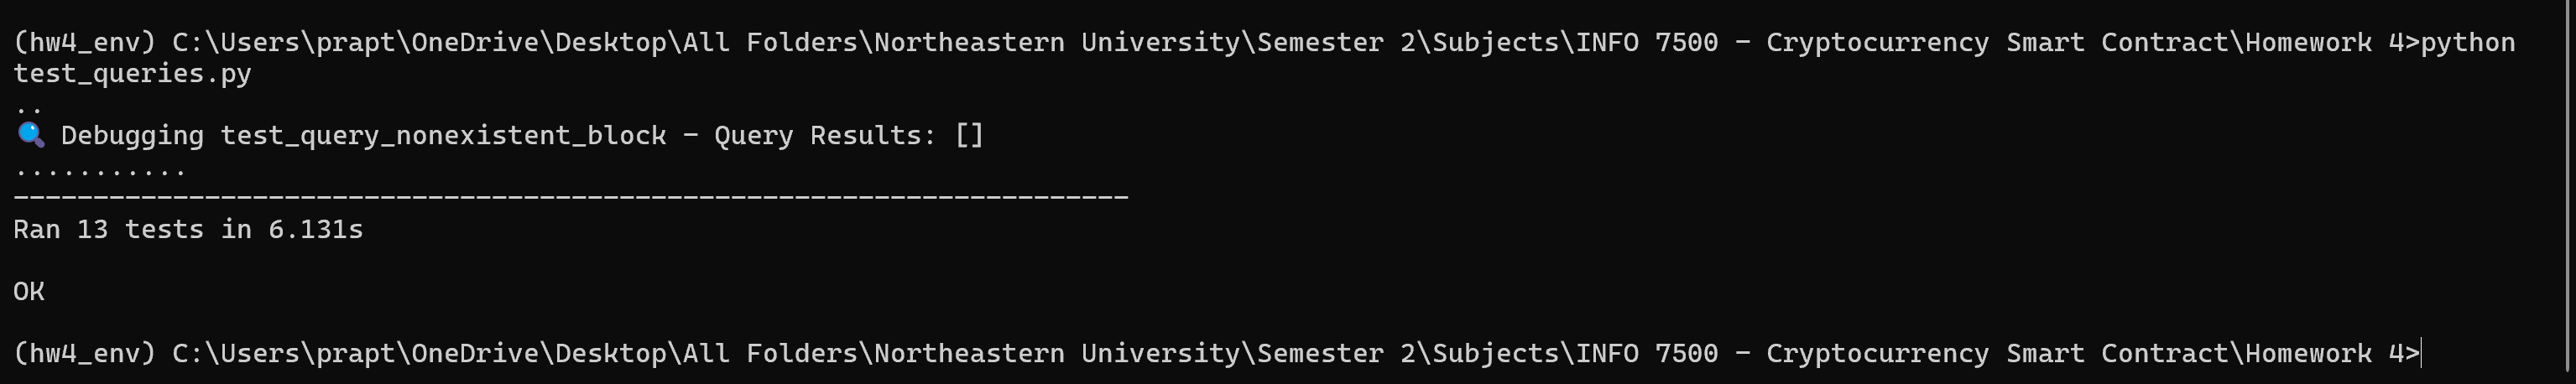 (hw4_env) C:\Users\prapt\OneDrive\Desktop\All Folders\Northeastern University\Semester 2\Subjects\INFO 7500 - Cryptocurrency Smart Contract\Homework 4>python
test_queries.py
..
🔍 Debugging test_query_nonexistent_block - Query Results: []
...........
----------------------------------------------------------------------
Ran 13 tests in 6.131s
OK
(hw4_env) C:\Users\prapt\OneDrive\Desktop\All Folders\Northeastern University\Semester 2\Subjects\INFO 7500 - Cryptocurrency Smart Contract\Homework 4>